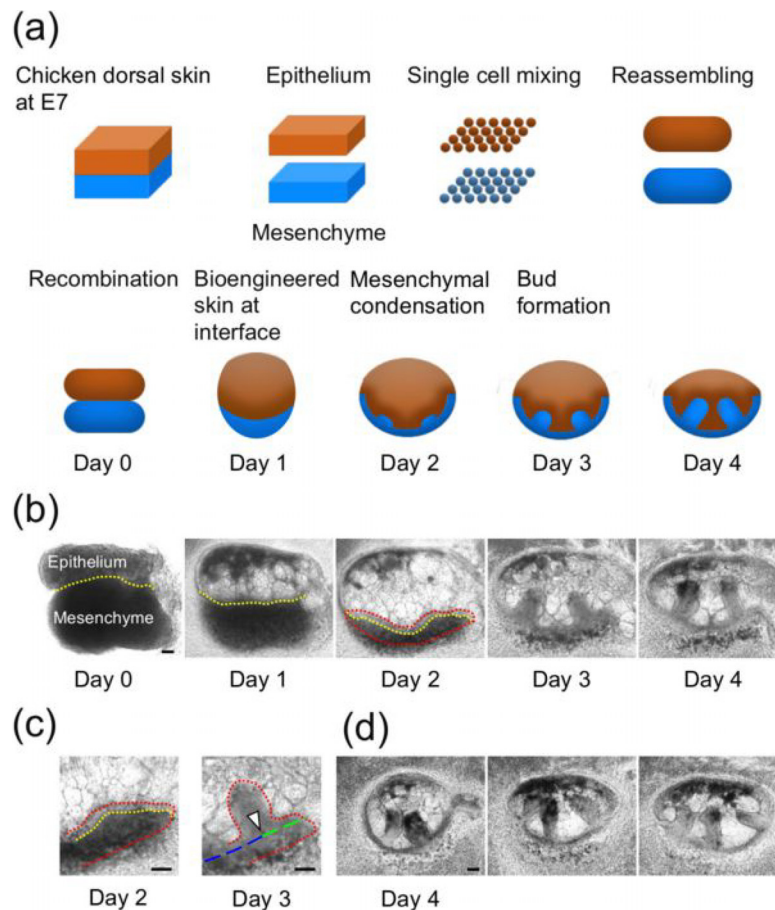 (a)
Chicken dorsal skin
at E7
Epithelium
Single cell mixing
Reassembling
Mesenchyme
Recombination
Bioengineered
skin at
interface
Mesenchymal
condensation
Bud
formation
Day 0
Day 1
Day 2
Day 3
Day 4
(b)
Epithelium
Mesenchyme
Day 0
Day 1
Day 2
Day 3
Day 4
(c)
(d)
Day 2
Day 3
Day 4